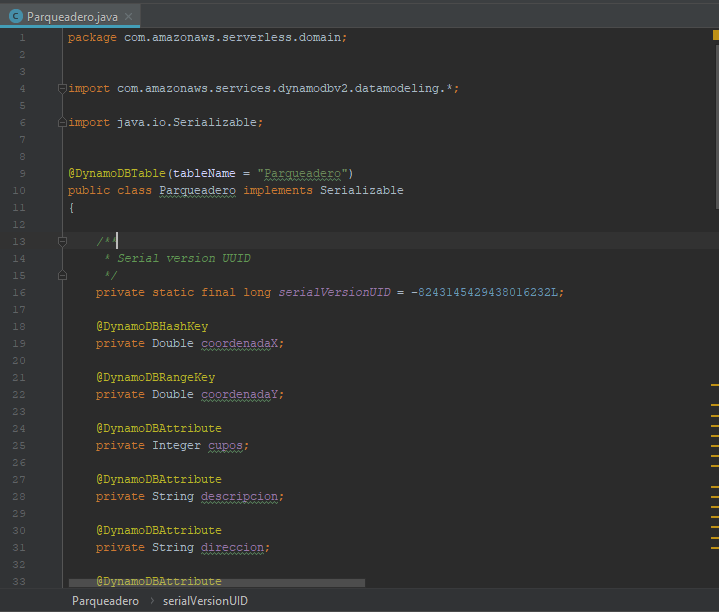 Parqueadero.java
1 package com.amazonaws.serverless.domain;
2
3
4 import com.amazonaws.services.dynamodbv2.datamodeling.*;
5
6 import java.io.Serializable;
7
8
9 @DynamoDBTable(tableName = "Parqueadero")
10 public class Parqueadero implements Serializable
11 {
12
13 /**
14 * Serial version UUID
15 */
16 private static final long serialVersionUID = -8243145429438016232L;
17
18 @DynamoDBHashKey
19 private Double coordenadaX;
20
21 @DynamoDBRangeKey
22 private Double coordenadaY;
23
24 @DynamoDBAttribute
25 private Integer cupos;
26
27 @DynamoDBAttribute
28 private String descripcion;
29
30 @DynamoDBAttribute
31 private String direccion;
32
33 @DynamoDBAttribute
Parqueadero › serialVersionUID